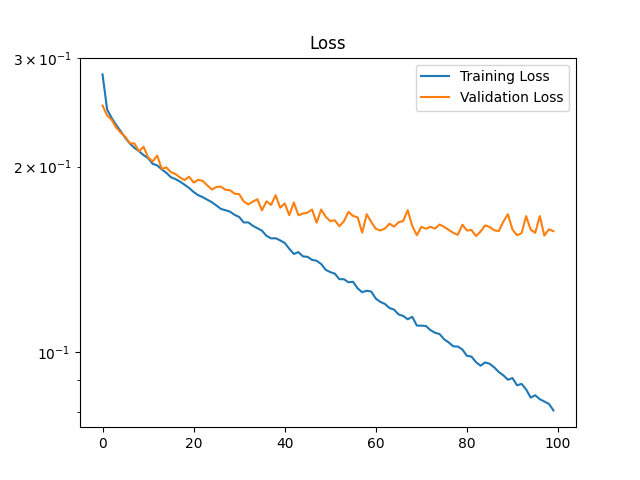 Loss
3 × 10⁻¹
Training Loss
Validation Loss
2 × 10⁻¹
10⁻¹
0 20 40 60 80 100